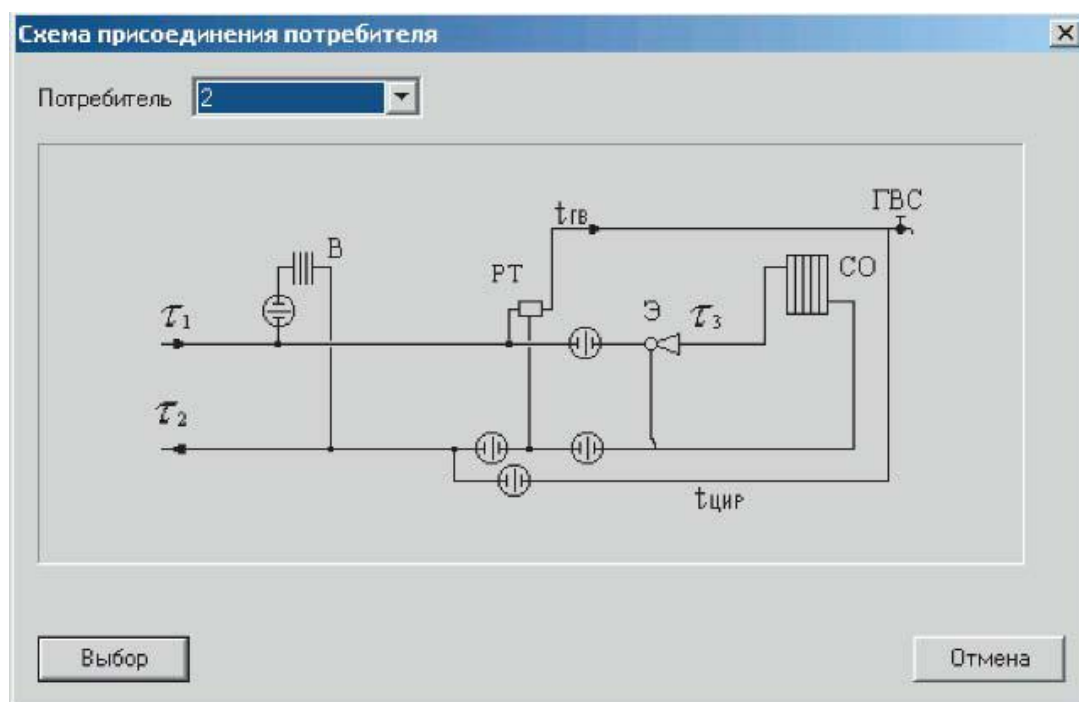 Схема присоединения потребителя
Потребитель 2
tГВ
ГВС
В
РТ
СО
τ1
Э
τ3
τ2
tЦИР
Выбор
Отмена